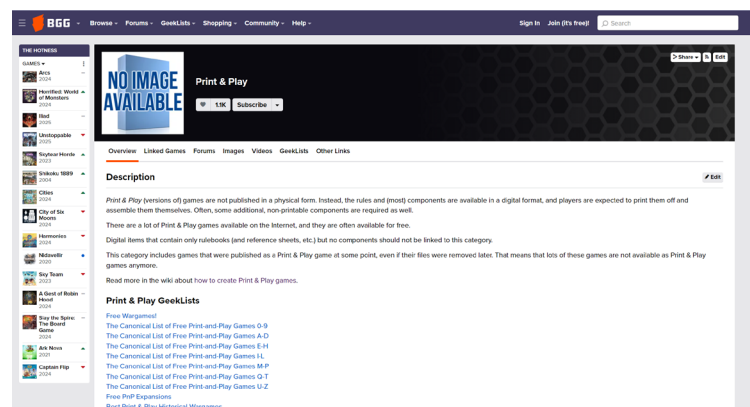 BGG
Browse
Forums
GeekLists
Shopping
Community
Help
Sign In
Join (it's free)!
Search
THE HOTNESS
GAMES
Arcs
2024
Horrified: World
of Monsters
2024
Iliad
2025
Unstoppable
2025
Skytear Horde
2023
Shikoku 1889
2004
Cities
2024
City of Six
Moons
2024
Harmonies
2024
Nidavellir
2020
Sky Team
2023
A Gest of Robin
Hood
2024
Slay the Spire:
The Board
Game
2024
Ark Nova
2021
Captain Flip
2024
NO IMAGE
AVAILABLE
Print & Play
1.1K
Subscribe
Share
Edit
Overview
Linked Games
Forums
Images
Videos
GeekLists
Other Links
Description
Edit
Print & Play (versions of) games are not published in a physical form. Instead, the rules and (most) components are available in a digital format, and players are expected to print them off and
assemble them themselves. Often, some additional, non-printable components are required as well.
There are a lot of Print & Play games available on the Internet, and they are often available for free.
Digital items that contain only rulebooks (and reference sheets, etc.) but no components should not be linked to this category.
This category includes games that were published as a Print & Play game at some point, even if their files were removed later. That means that lots of these games are not available as Print & Play
games anymore.
Read more in the wiki about how to create Print & Play games.
Print & Play GeekLists
Free Wargames!
The Canonical List of Free Print-and-Play Games 0-9
The Canonical List of Free Print-and-Play Games A-D
The Canonical List of Free Print-and-Play Games E-H
The Canonical List of Free Print-and-Play Games I-L
The Canonical List of Free Print-and-Play Games M-P
The Canonical List of Free Print-and-Play Games Q-T
The Canonical List of Free Print-and-Play Games U-Z
Free PnP Expansions
Best Print & Play Historical Wargames